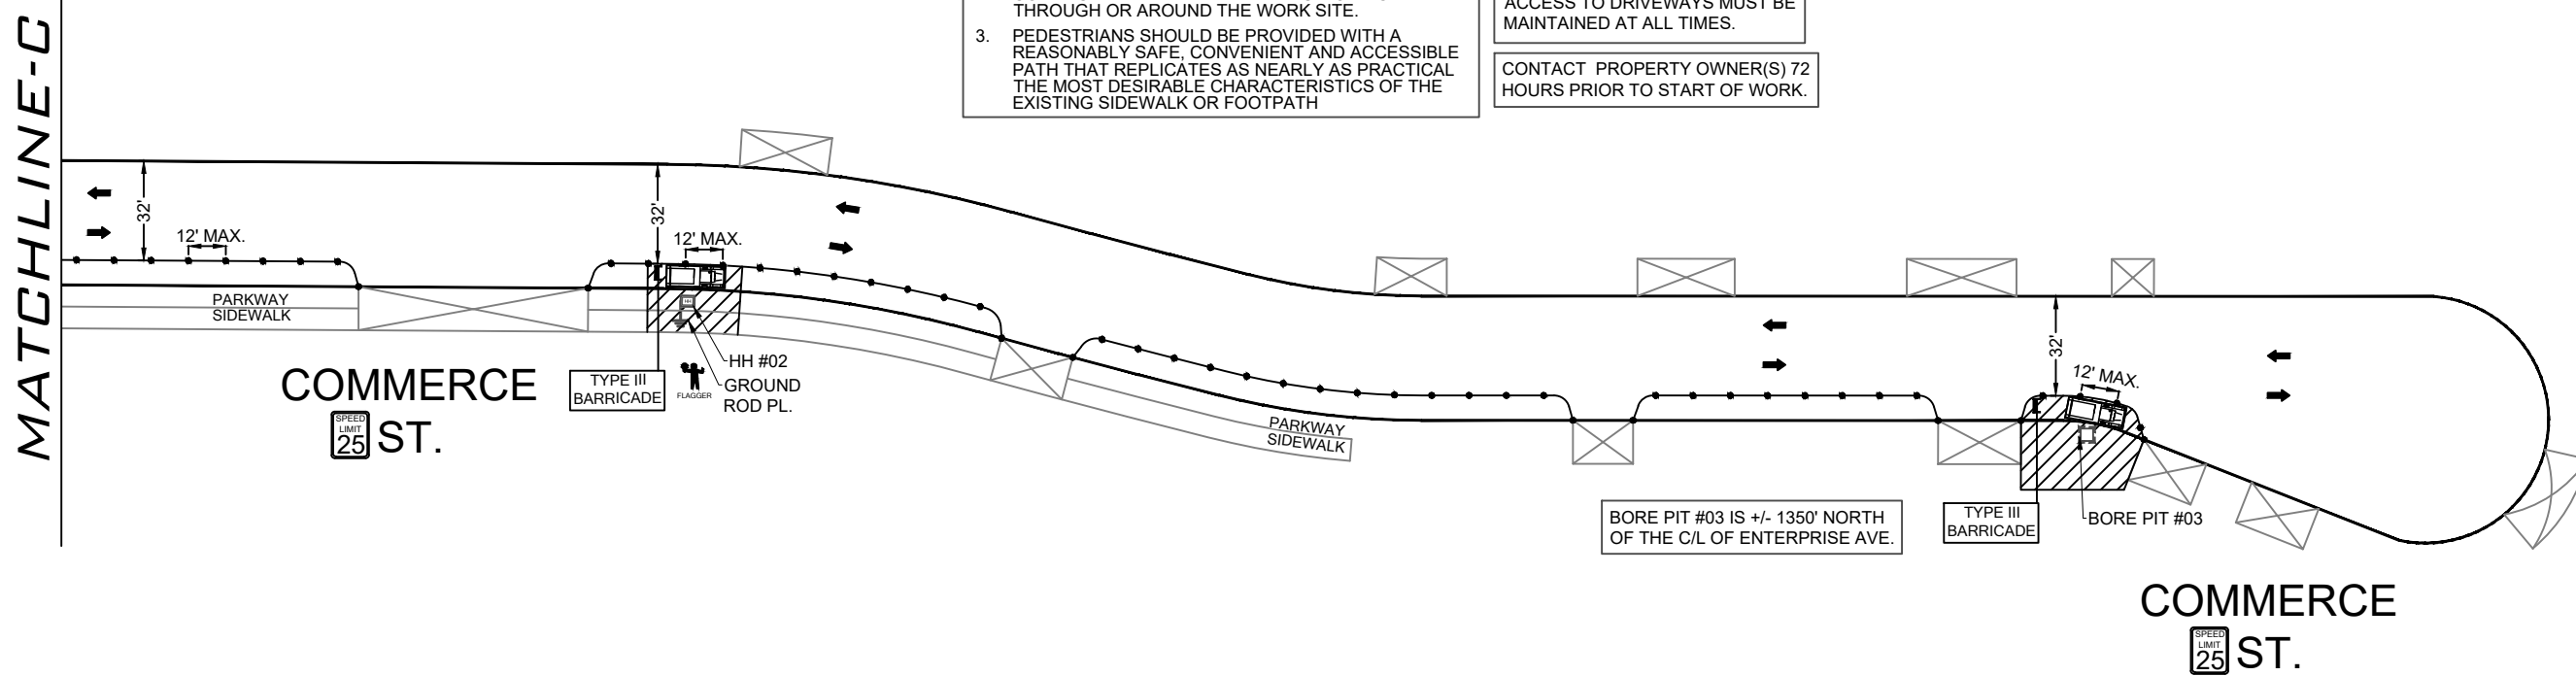 MATCHLINE-C
THROUGH OR AROUND THE WORK SITE.
3. PEDESTRIANS SHOULD BE PROVIDED WITH A
REASONABLY SAFE, CONVENIENT AND ACCESSIBLE
PATH THAT REPLICATES AS NEARLY AS PRACTICAL
THE MOST DESIRABLE CHARACTERISTICS OF THE
EXISTING SIDEWALK OR FOOTPATH
ACCESS TO DRIVEWAYS MUST BE
MAINTAINED AT ALL TIMES.
CONTACT PROPERTY OWNER(S) 72
HOURS PRIOR TO START OF WORK.
32'
12' MAX.
32'
12' MAX.
PARKWAY
SIDEWALK
HH #02
GROUND
ROD PL.
FLAGGER
TYPE III
BARRICADE
COMMERCE
ST.
SPEED
LIMIT
25
PARKWAY
SIDEWALK
32'
12' MAX.
BORE PIT #03 IS +/- 1350' NORTH
OF THE C/L OF ENTERPRISE AVE.
TYPE III
BARRICADE
BORE PIT #03
COMMERCE
ST.
SPEED
LIMIT
25